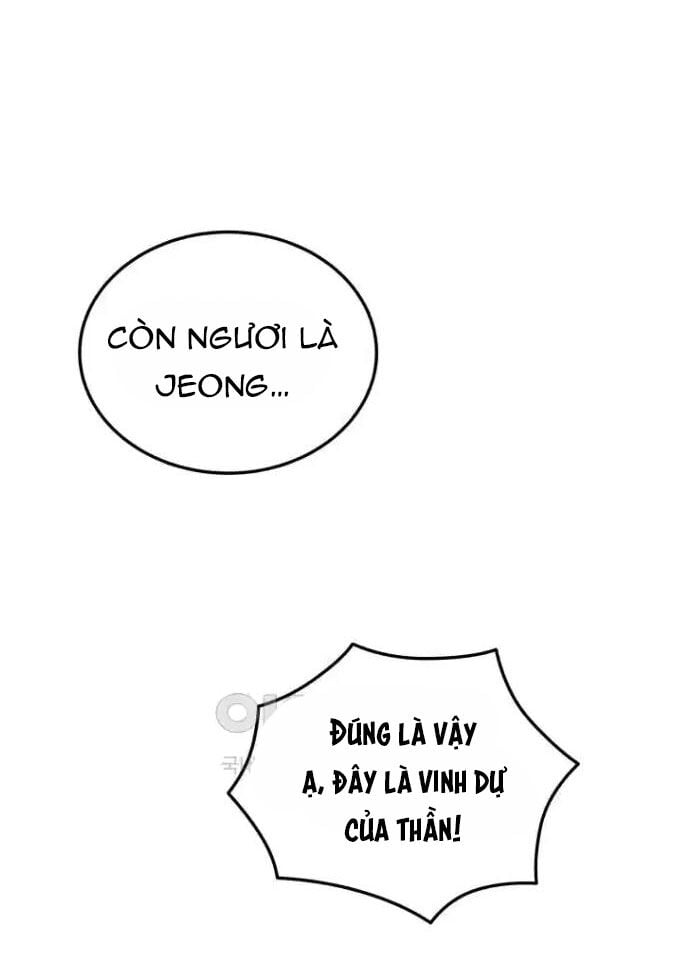 CÒN NGƯƠI LÀ
JEONG...
ĐÚNG LÀ VẬY
Ạ, ĐÂY LÀ VINH DỰ
CỦA THẦN!